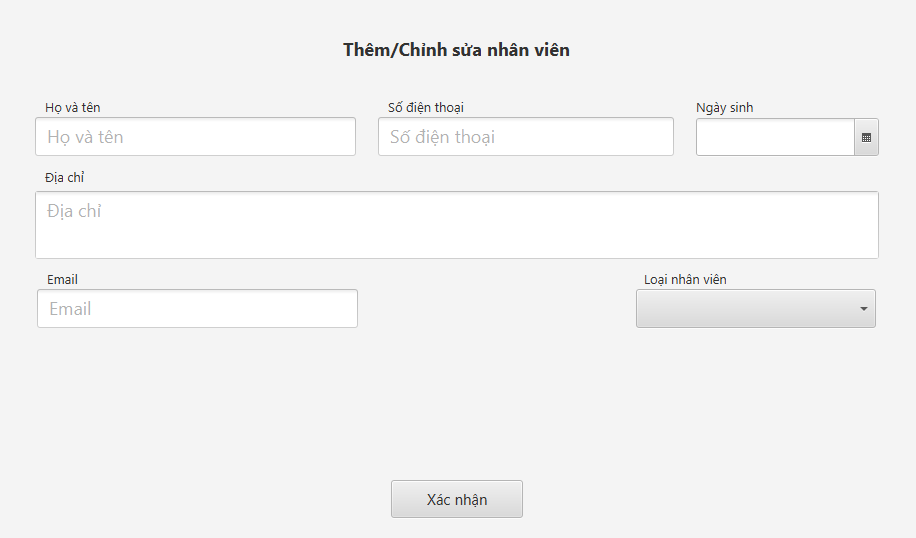 Thêm/Chỉnh sửa nhân viên
Họ và tên
Số điện thoại
Ngày sinh
Họ và tên
Số điện thoại
Địa chỉ
Địa chỉ
Email
Loại nhân viên
Email
Xác nhận